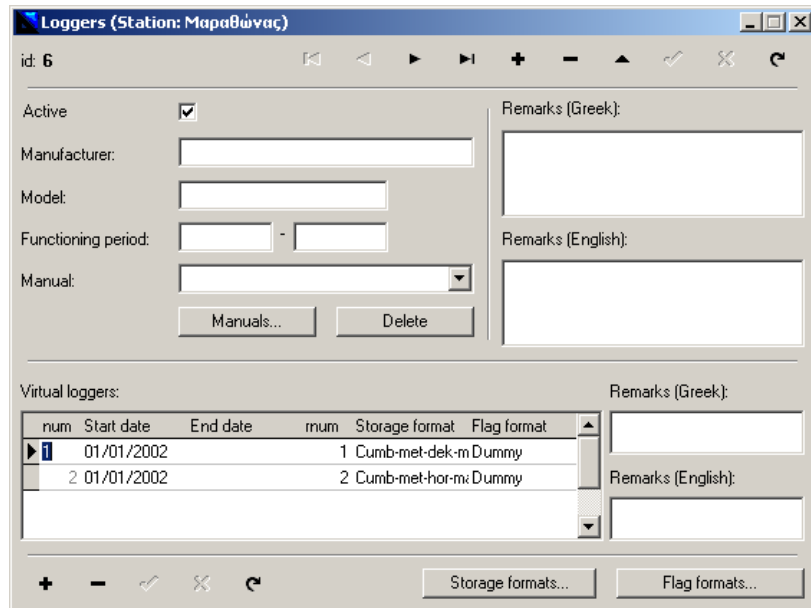 Loggers (Station: Μαραθώνας)
id: 6
Active
Manufacturer:
Model:
Functioning period: -
Manual:
Manuals...
Delete
Remarks (Greek):
Remarks (English):
Virtual loggers:
num Start date End date rnum Storage format Flag format
1 01/01/2002 1 Cumb-met-dek-m Dummy
2 01/01/2002 2 Cumb-met-hor-ma Dummy
Remarks (Greek):
Remarks (English):
Storage formats...
Flag formats...